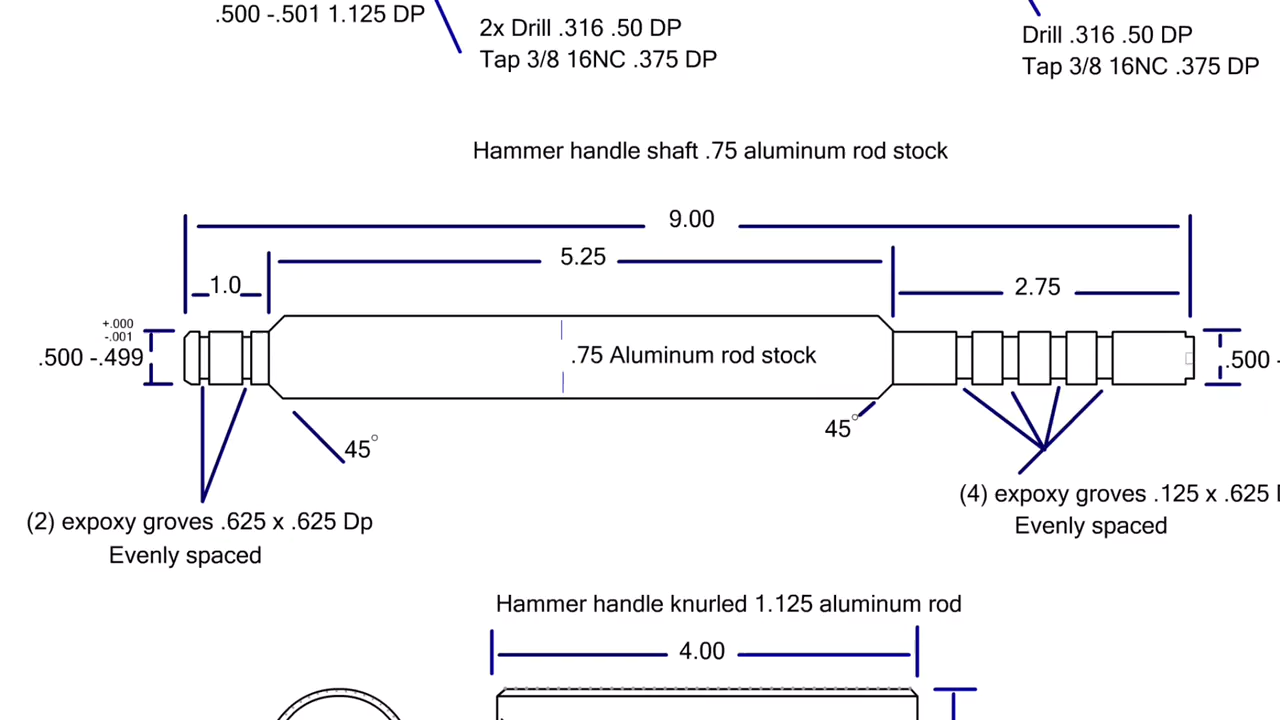 .500 -.501 1.125 DP
2x Drill .316 .50 DP
Tap 3/8 16NC .375 DP
Drill .316 .50 DP
Tap 3/8 16NC .375 DP
Hammer handle shaft .75 aluminum rod stock
9.00
5.25
1.0
2.75
+.000
-.001
.500 -.499
.75 Aluminum rod stock
.500 -
45°
45°
(4) expoxy groves .125 x .625
Evenly spaced
(2) expoxy groves .625 x .625 Dp
Evenly spaced
Hammer handle knurled 1.125 aluminum rod
4.00